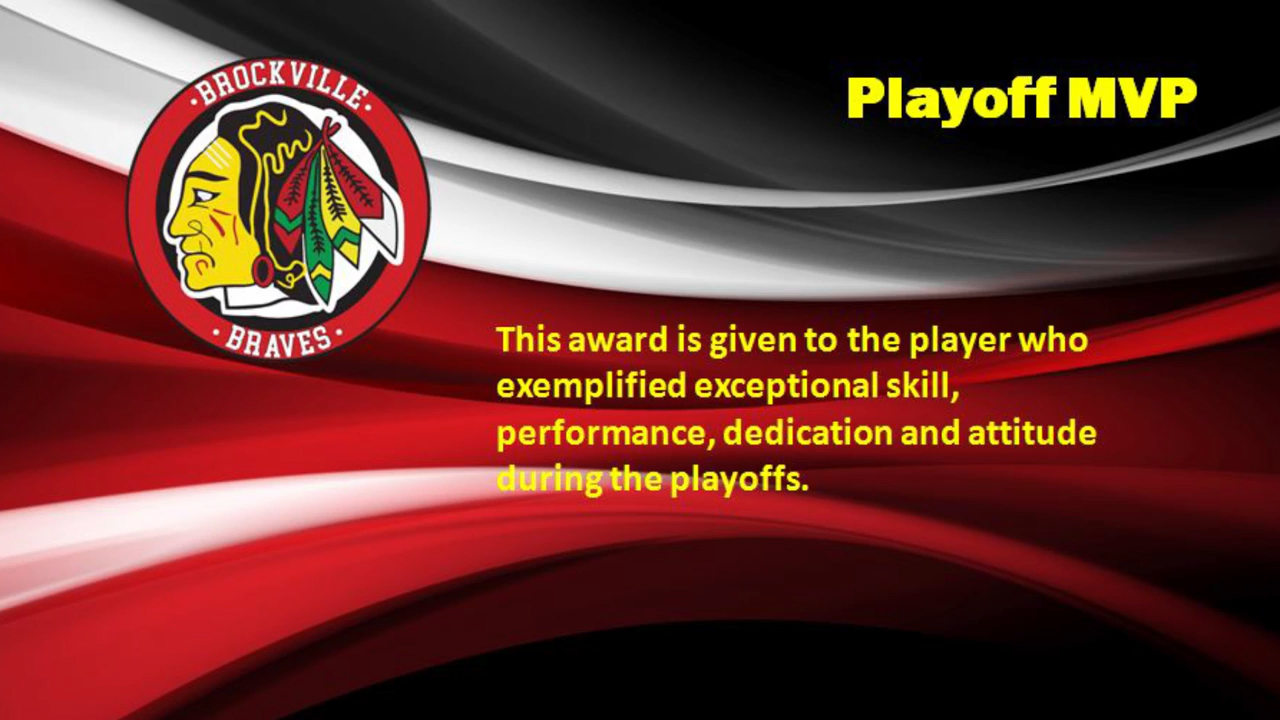 · BROCKVILLE ·
· BRAVES ·
Playoff MVP
This award is given to the player who
exemplified exceptional skill,
performance, dedication and attitude
during the playoffs.